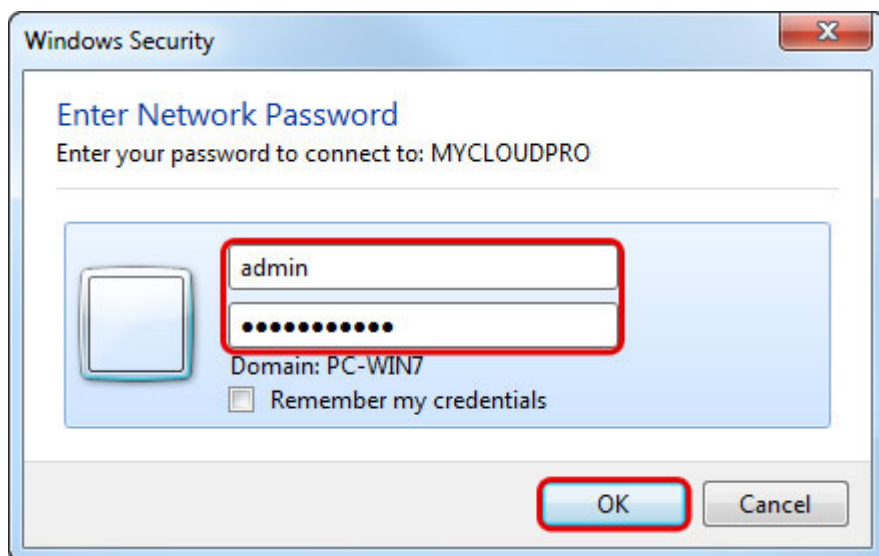 Windows Security
Enter Network Password
Enter your password to connect to: MYCLOUDPRO
admin
●●●●●●●●●●●
Domain: PC-WIN7
Remember my credentials
OK Cancel